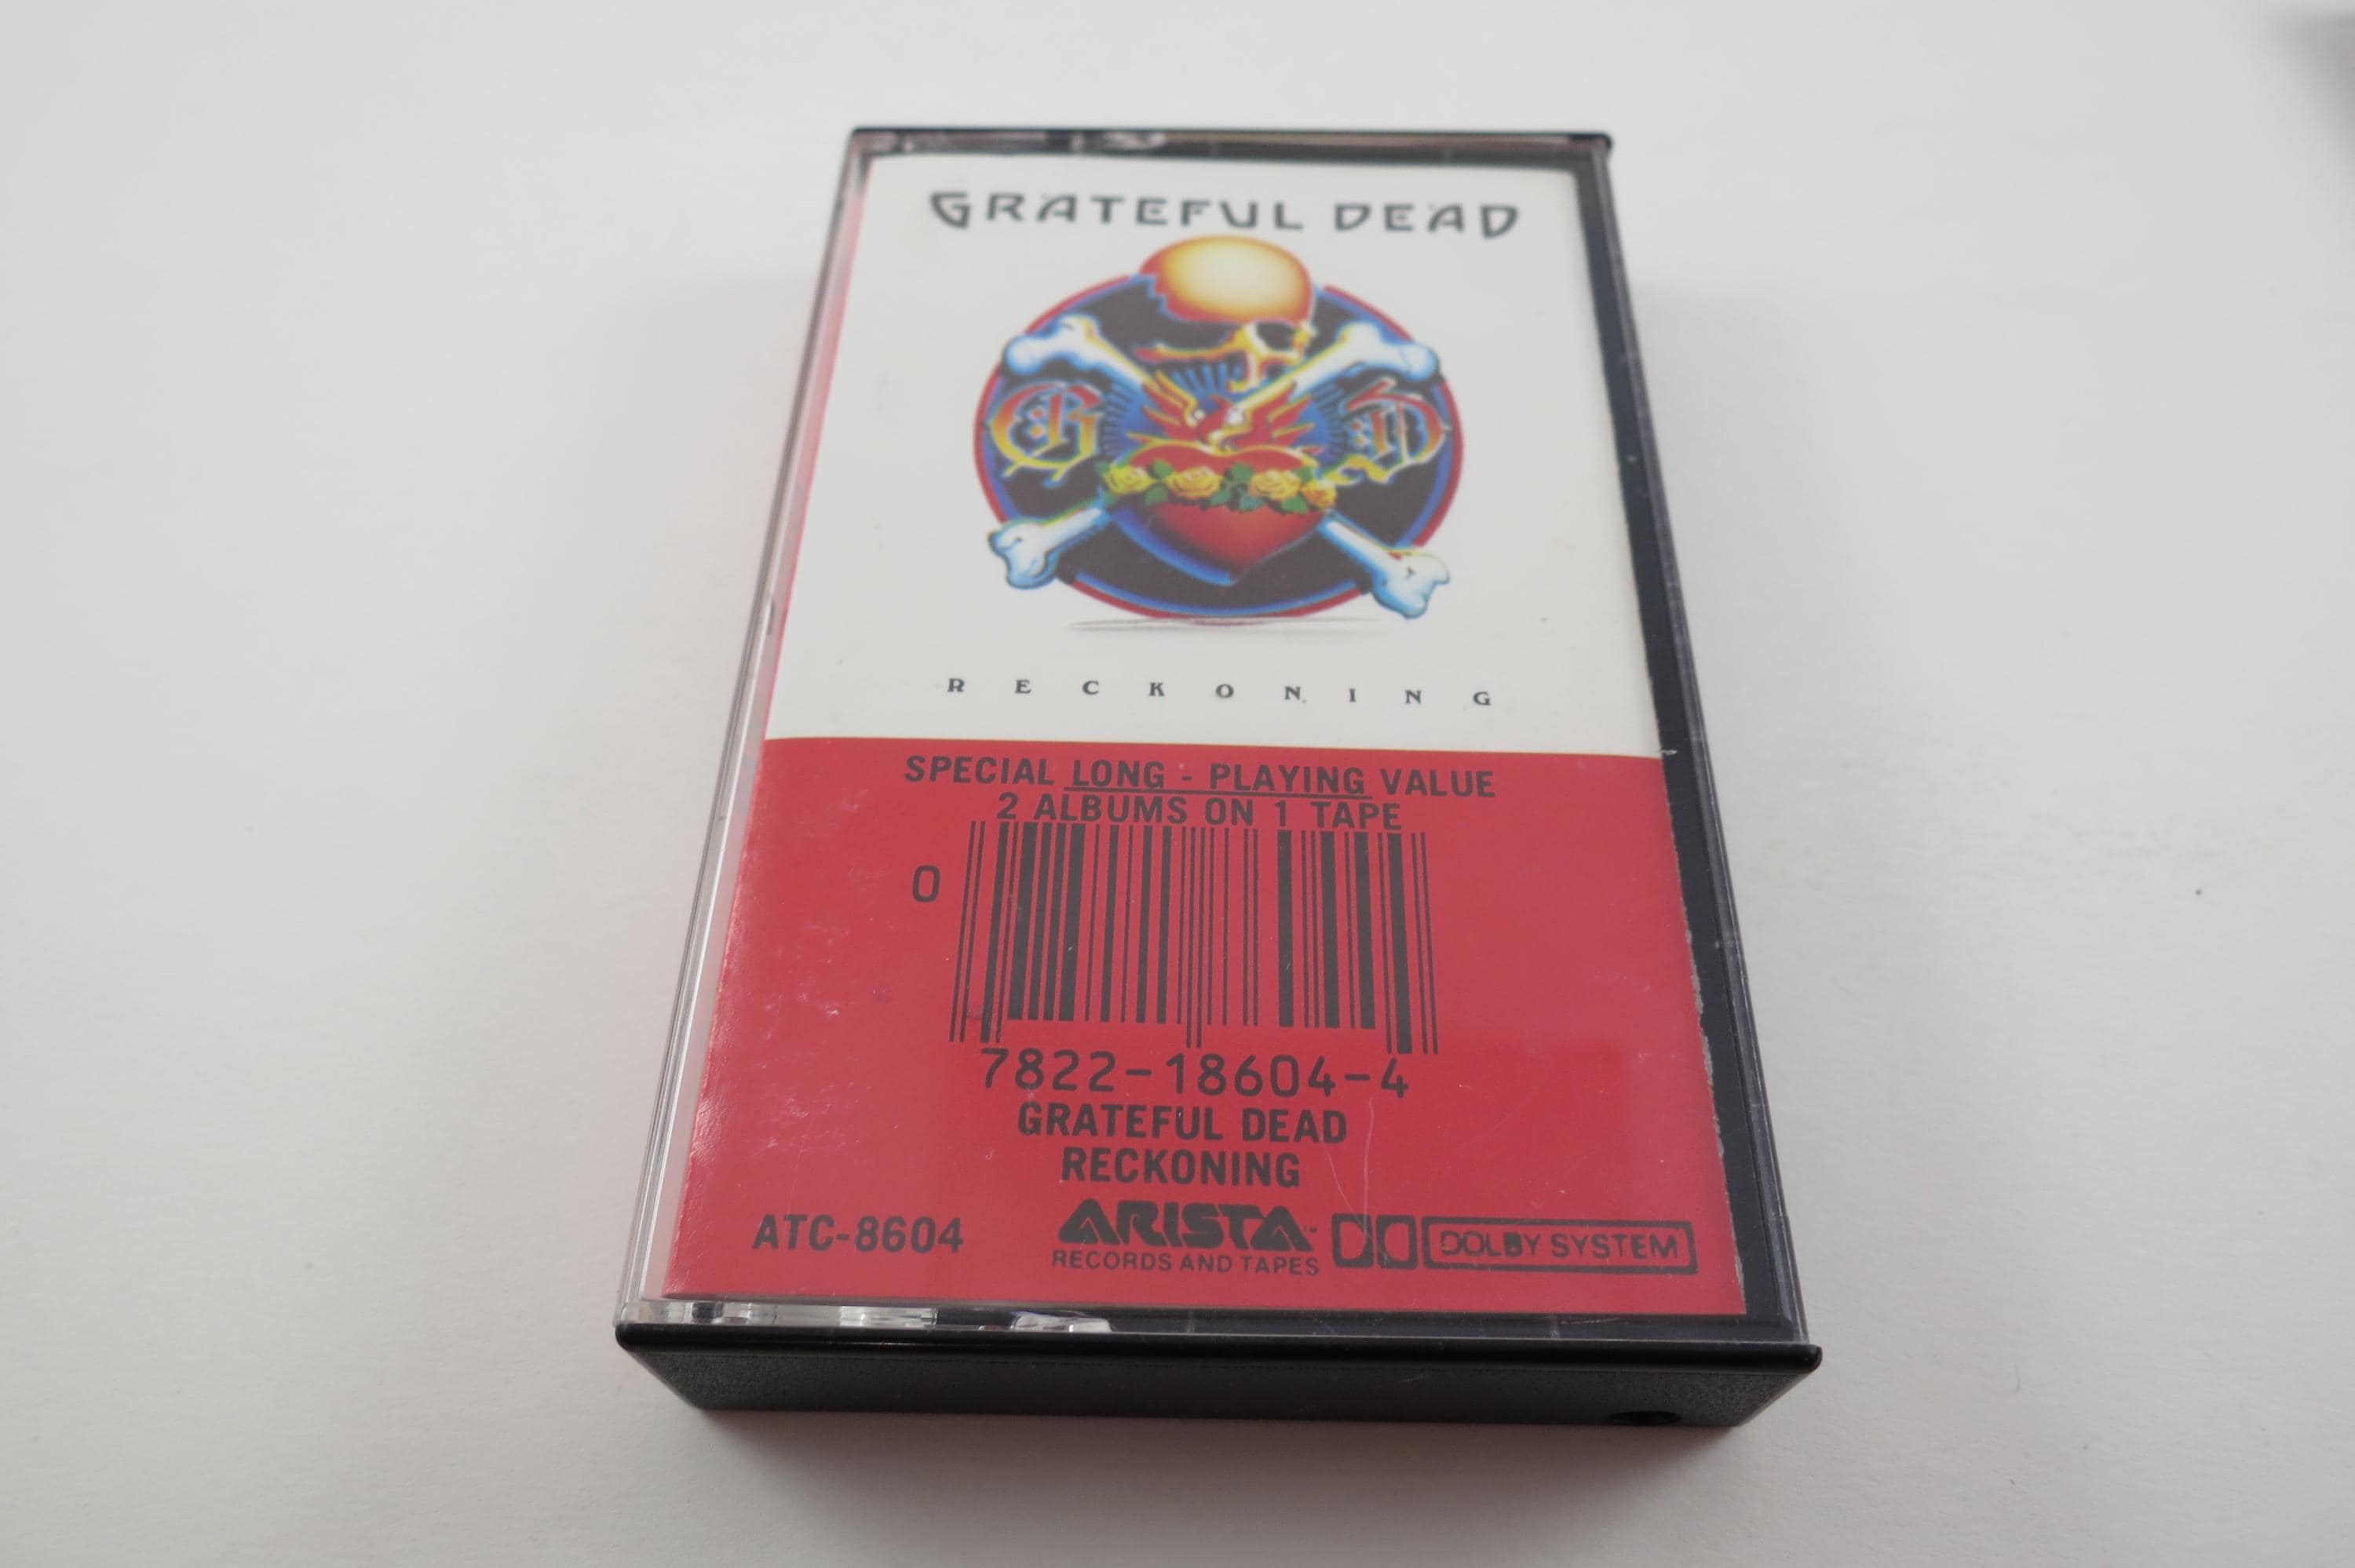 GRATEFUL DEAD
G D
RECKONING
SPECIAL LONG - PLAYING VALUE
2 ALBUMS ON 1 TAPE
0
7822-18604-4
GRATEFUL DEAD
RECKONING
ATC-8604
ARISTA™
RECORDS AND TAPES
DOLBY SYSTEM